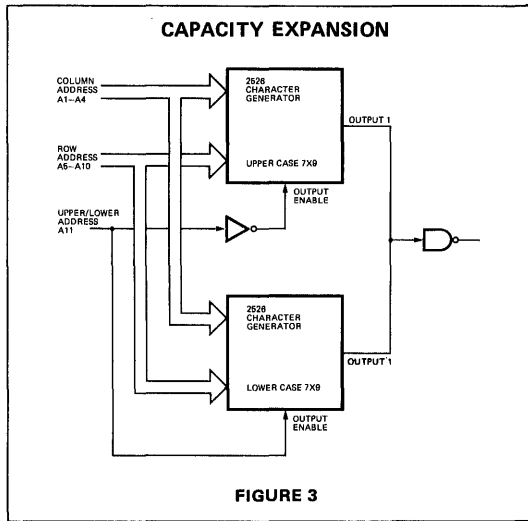 CAPACITY EXPANSION
COLUMN
ADDRESS
A1–A4
2526
CHARACTER
GENERATOR
OUTPUT 1
ROW
ADDRESS
A5–A10
UPPER CASE 7X9
OUTPUT
ENABLE
UPPER/LOWER
ADDRESS
A11
2526
CHARACTER
GENERATOR
OUTPUT 1
LOWER CASE 7X9
OUTPUT
ENABLE
FIGURE 3